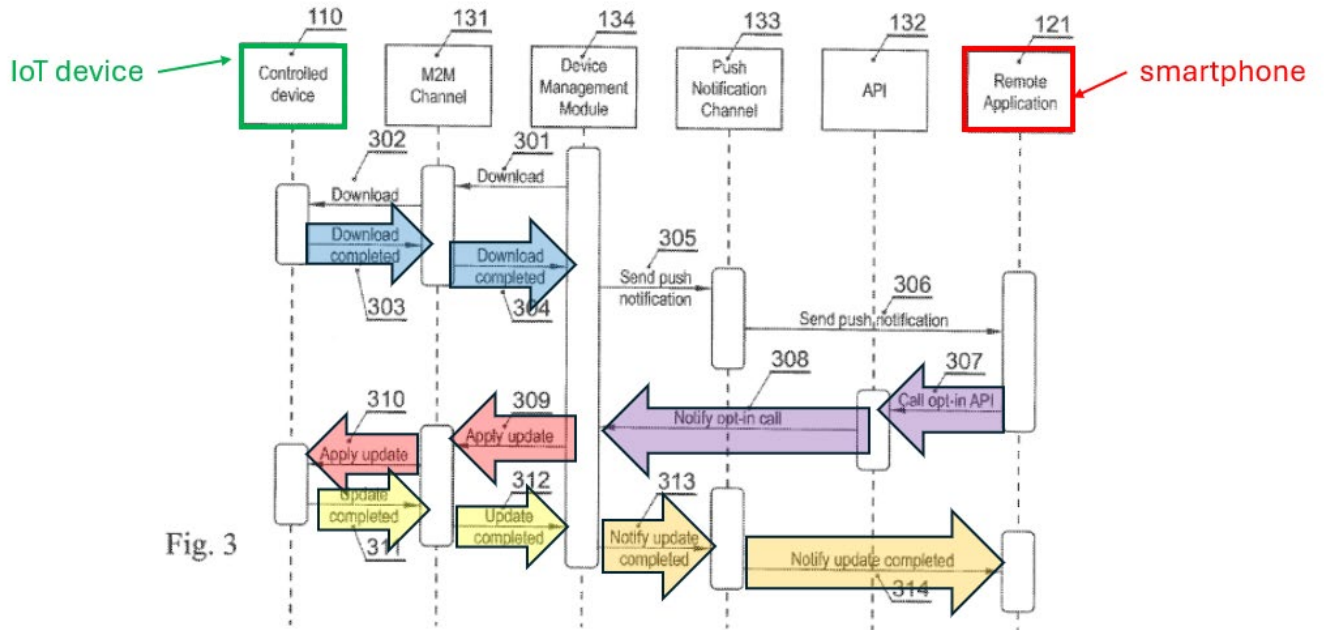 110
131
134
133
132
121
IoT device
Controlled
device
M2M
Channel
Device
Management
Module
Push
Notification
Channel
API
Remote
Application
smartphone
302
301
Download
Download
Download
completed
Download
completed
303
304
305
Send push
notification
306
Send push notification
307
Call opt-in API
308
Notify opt-in call
309
Apply update
310
Apply update
Update
completed
311
312
Update
completed
313
Notify update
completed
Notify update completed
314
Fig. 3